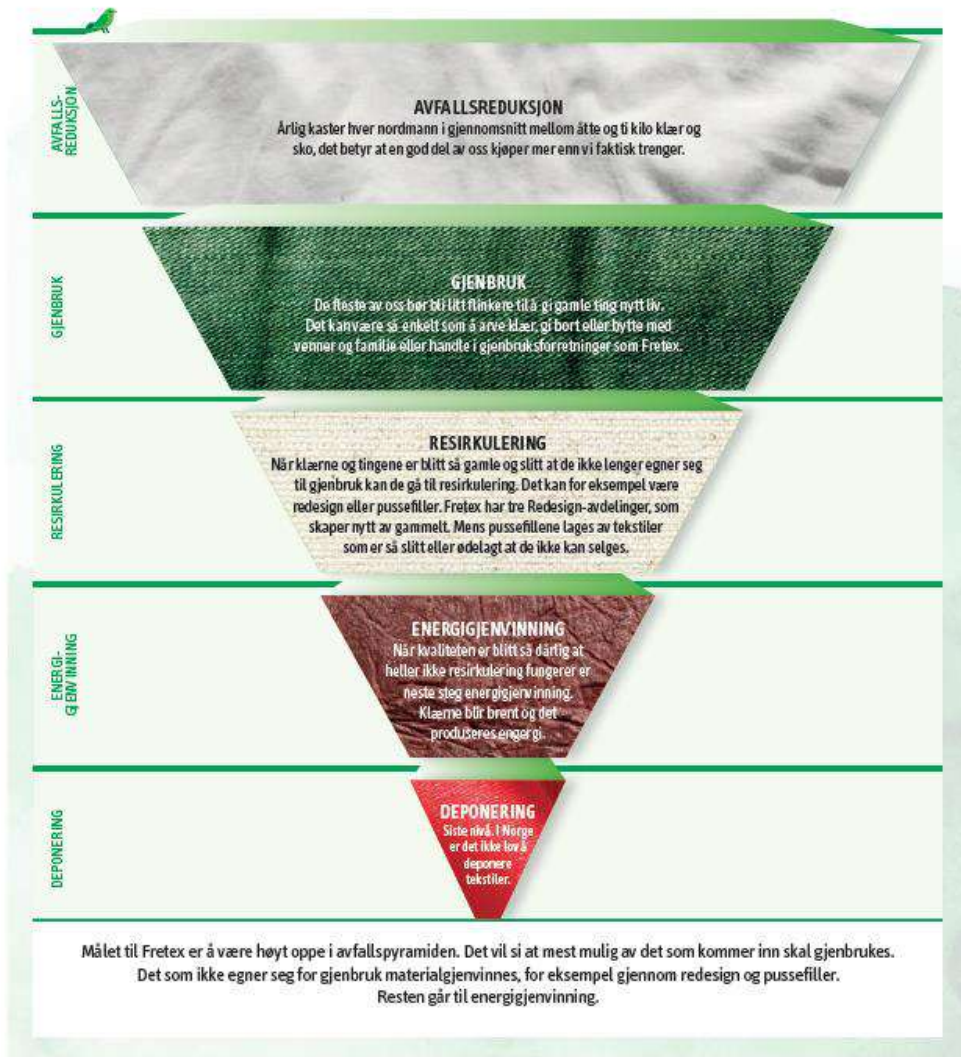 AVFALLS-
REDUKSJON
AVFALLSREDUKSJON
Årlig kaster hver nordmann i gjennomsnitt mellom åtte og ti kilo klær og
sko, det betyr at en god del av oss kjøper mer enn vi faktisk trenger.
GJENBRUK
GJENBRUK
De fleste av oss bør bli litt flinkere til å gi gamle ting nytt liv.
Det kan være så enkelt som å arve klær, gi bort eller bytte med
venner og familie eller handle i gjenbruksforretninger som Fretex.
RESIRKULERING
RESIRKULERING
Når klærne og tingene er blitt så gamle og slitt at de ikke lenger egner seg
til gjenbruk kan de gå til resirkulering. Det kan for eksempel være
redesign eller pussefiller. Fretex har tre Redesign-avdelinger, som
skaper nytt av gammelt. Mens pussefillene lages av tekstiler
som er så slitt eller ødelagt at de ikke kan selges.
ENERGI-
GJENVINNING
ENERGIGJENVINNING
Når kvaliteten er blitt så dårlig at
heller ikke resirkulering fungerer er
neste steg energigjenvinning.
Klærne blir brent og det
produseres engergi.
DEPONERING
DEPONERING
Siste nivå. I Norge
er det ikke lov å
deponere
tekstiler.
Målet til Fretex er å være høyt oppe i avfallspyramiden. Det vil si at mest mulig av det som kommer inn skal gjenbrukes.
Det som ikke egner seg for gjenbruk materialgjenvinnes, for eksempel gjennom redesign og pussefiller.
Resten går til energigjenvinning.